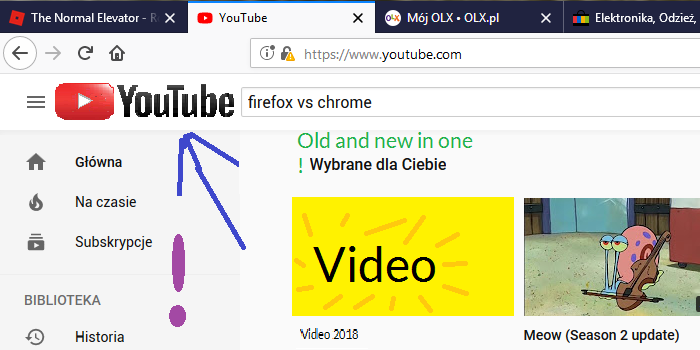 The Normal Elevator - R
YouTube
Mój OLX • OLX.pl
Elektronika, Odzież,
https://www.youtube.com
YouTube
firefox vs chrome
Old and new in one
! Wybrane dla Ciebie
Główna
Na czasie
Subskrypcje
!
Video
BIBLIOTEKA
Historia
Video 2018
Meow (Season 2 update)